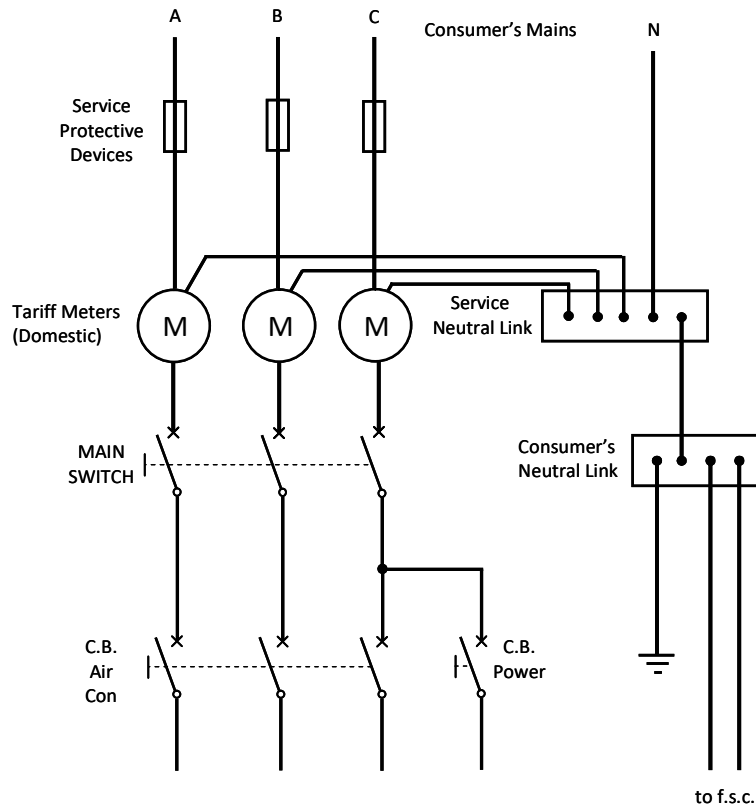 A
B
C
Consumer's Mains
N
Service
Protective
Devices
Tariff Meters
(Domestic)
M
M
M
Service
Neutral Link
MAIN
SWITCH
Consumer's
Neutral Link
C.B.
Air
Con
C.B.
Power
to f.s.c.